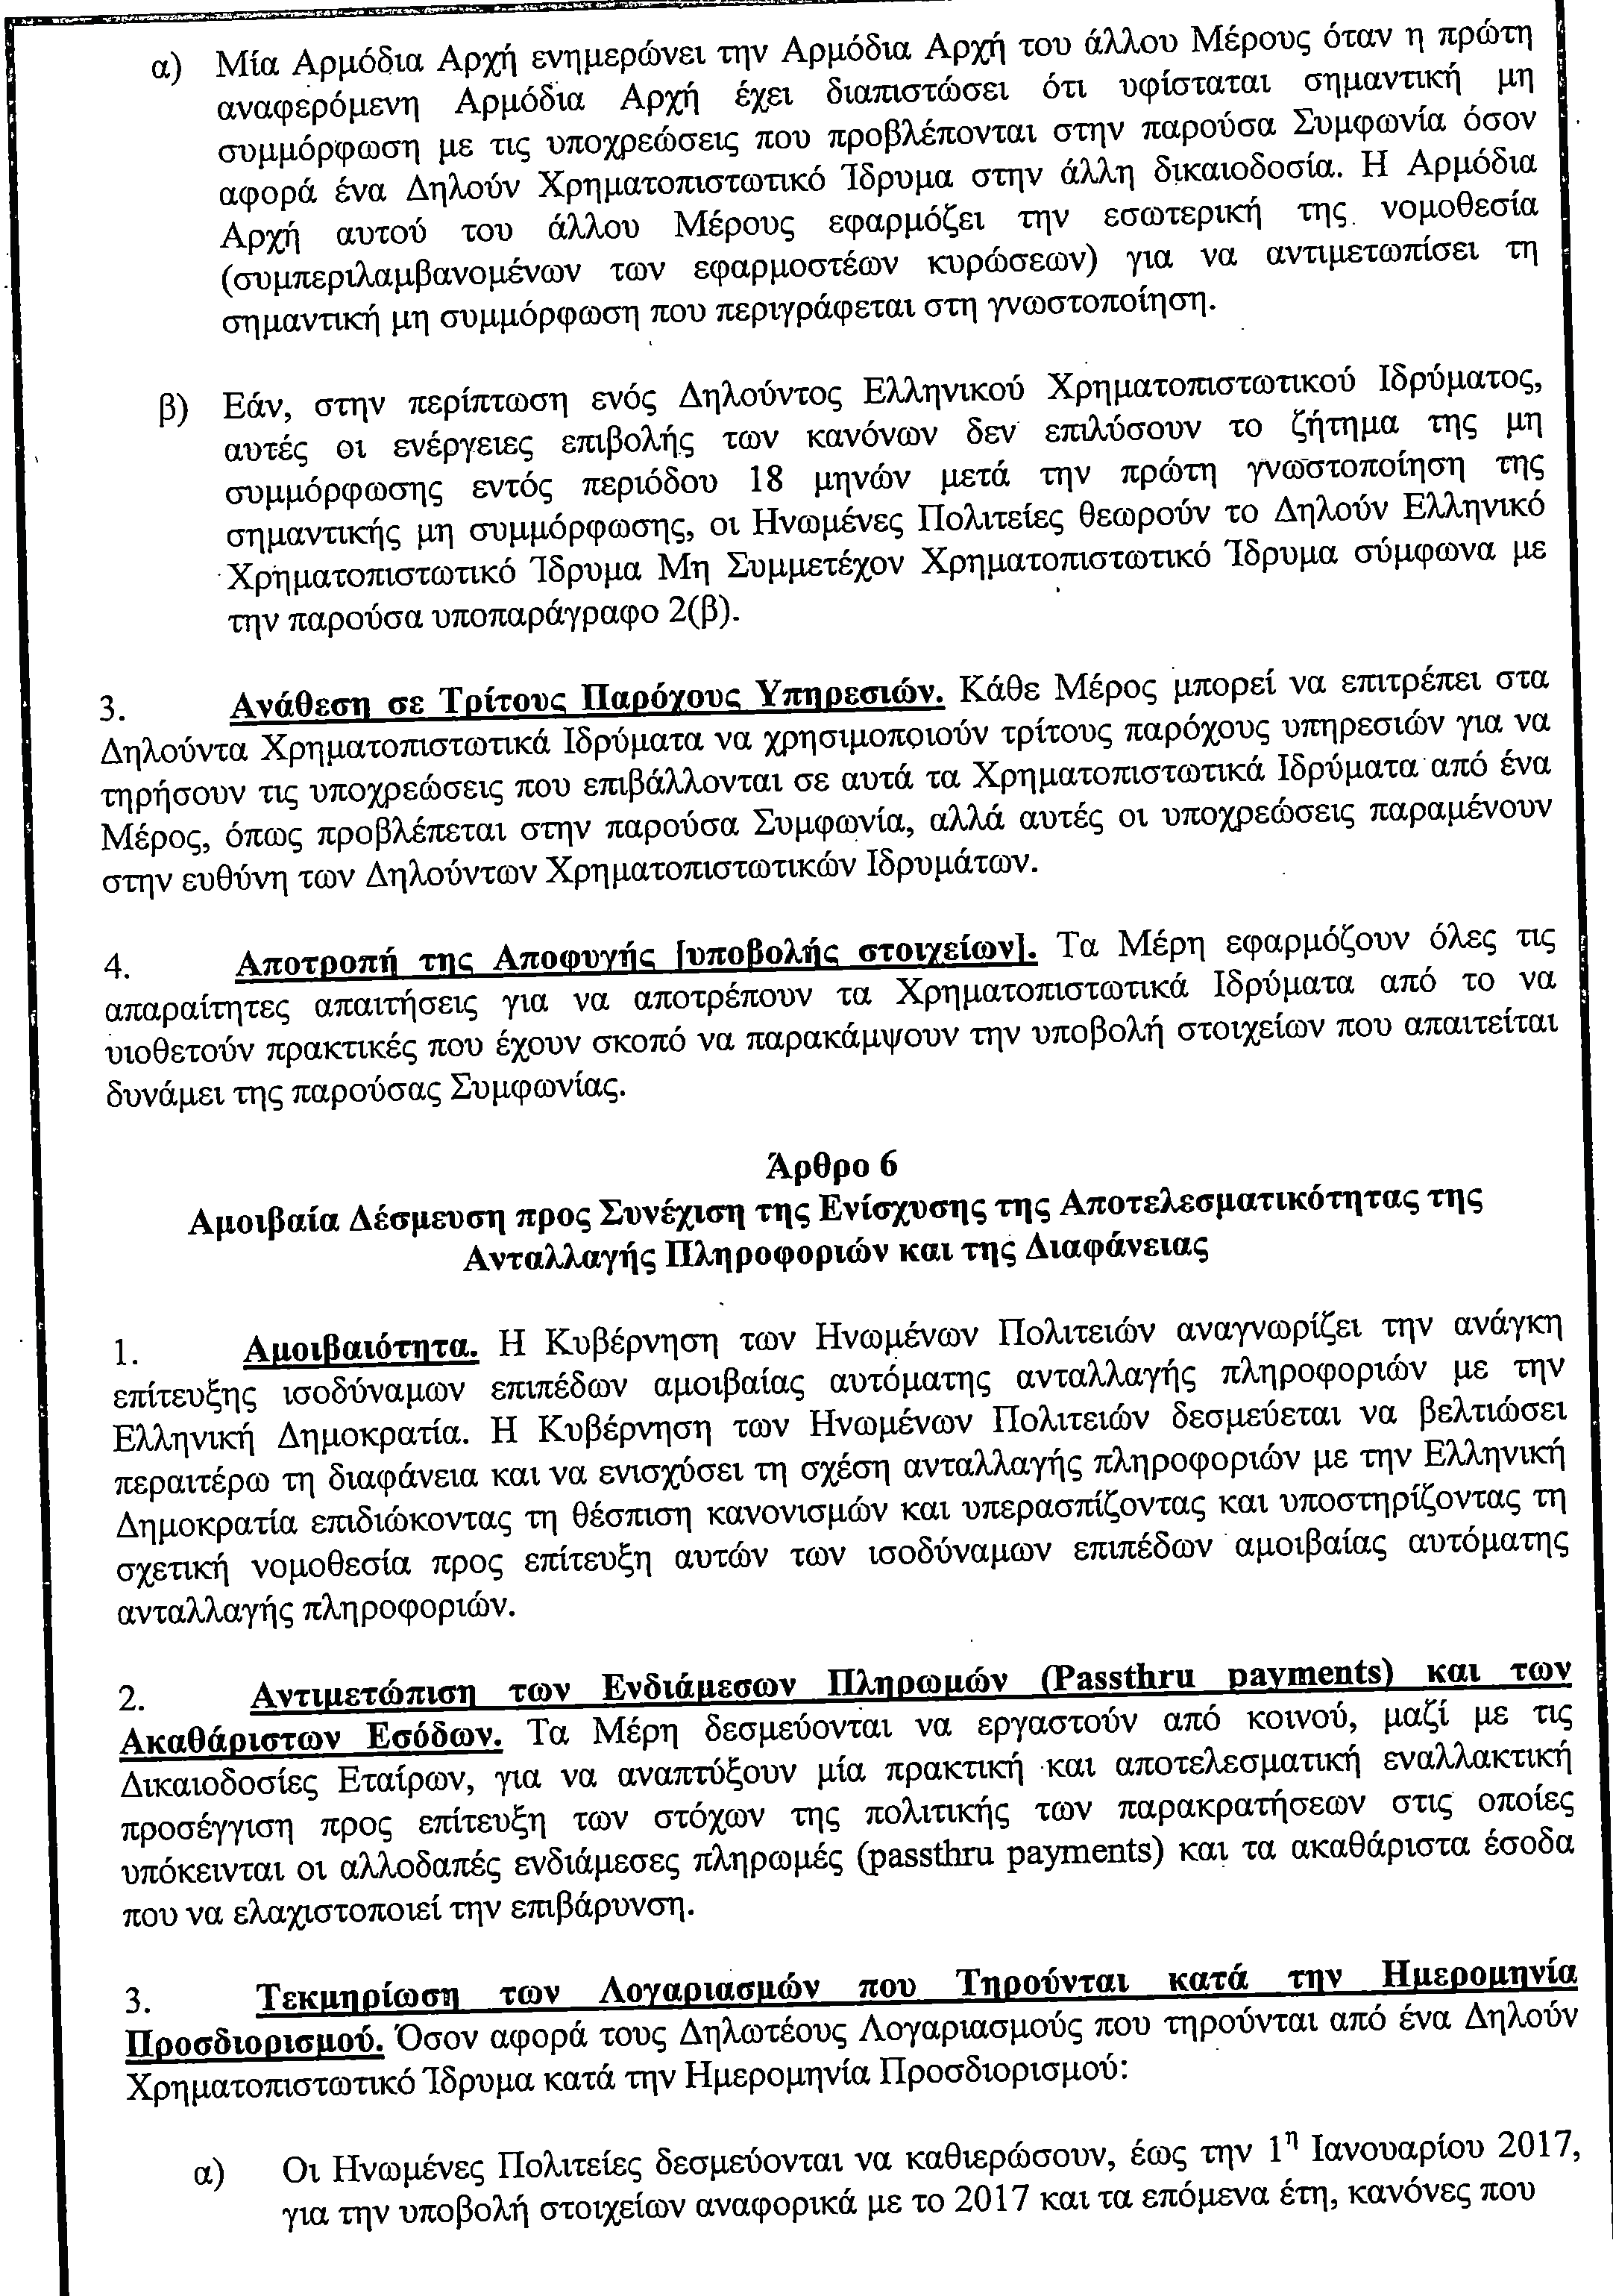 α) Μία Αρμόδια Αρχή ενημερώνει την Αρμόδια Αρχή του άλλου Μέρους όταν η πρώτη
αναφερόμενη Αρμόδια Αρχή έχει διαπιστώσει ότι υφίσταται σημαντική μη
συμμόρφωση με τις υποχρεώσεις που προβλέπονται στην παρούσα Συμφωνία όσον
αφορά ένα Δηλούν Χρηματοπιστωτικό Ίδρυμα στην άλλη δικαιοδοσία. Η Αρμόδια
Αρχή αυτού του άλλου Μέρους εφαρμόζει την εσωτερική της νομοθεσία
(συμπεριλαμβανομένων των εφαρμοστέων κυρώσεων) για να αντιμετωπίσει τη
σημαντική μη συμμόρφωση που περιγράφεται στη γνωστοποίηση.
β) Εάν, στην περίπτωση ενός Δηλούντος Ελληνικού Χρηματοπιστωτικού Ιδρύματος,
αυτές οι ενέργειες επιβολής των κανόνων δεν επιλύσουν το ζήτημα της μη
συμμόρφωσης εντός περιόδου 18 μηνών μετά την πρώτη γνωστοποίηση της
σημαντικής μη συμμόρφωσης, οι Ηνωμένες Πολιτείες θεωρούν το Δηλούν Ελληνικό
Χρηματοπιστωτικό Ίδρυμα Μη Συμμετέχον Χρηματοπιστωτικό Ίδρυμα σύμφωνα με
την παρούσα υποπαράγραφο 2(β).
3. Ανάθεση σε Τρίτους Παρόχους Υπηρεσιών. Κάθε Μέρος μπορεί να επιτρέπει στα
Δηλούντα Χρηματοπιστωτικά Ιδρύματα να χρησιμοποιούν τρίτους παρόχους υπηρεσιών για να
τηρήσουν τις υποχρεώσεις που επιβάλλονται σε αυτά τα Χρηματοπιστωτικά Ιδρύματα από ένα
Μέρος, όπως προβλέπεται στην παρούσα Συμφωνία, αλλά αυτές οι υποχρεώσεις παραμένουν
στην ευθύνη των Δηλούντων Χρηματοπιστωτικών Ιδρυμάτων.
4. Αποτροπή της Αποφυγής [υποβολής στοιχείων]. Τα Μέρη εφαρμόζουν όλες τις
απαραίτητες απαιτήσεις για να αποτρέπουν τα Χρηματοπιστωτικά Ιδρύματα από το να
υιοθετούν πρακτικές που έχουν σκοπό να παρακάμψουν την υποβολή στοιχείων που απαιτείται
δυνάμει της παρούσας Συμφωνίας.
Άρθρο 6
Αμοιβαία Δέσμευση προς Συνέχιση της Ενίσχυσης της Αποτελεσματικότητας της
Ανταλλαγής Πληροφοριών και της Διαφάνειας
1. Αμοιβαιότητα. Η Κυβέρνηση των Ηνωμένων Πολιτειών αναγνωρίζει την ανάγκη
επίτευξης ισοδύναμων επιπέδων αμοιβαίας αυτόματης ανταλλαγής πληροφοριών με την
Ελληνική Δημοκρατία. Η Κυβέρνηση των Ηνωμένων Πολιτειών δεσμεύεται να βελτιώσει
περαιτέρω τη διαφάνεια και να ενισχύσει τη σχέση ανταλλαγής πληροφοριών με την Ελληνική
Δημοκρατία επιδιώκοντας τη θέσπιση κανονισμών και υπερασπίζοντας και υποστηρίζοντας τη
σχετική νομοθεσία προς επίτευξη αυτών των ισοδύναμων επιπέδων αμοιβαίας αυτόματης
ανταλλαγής πληροφοριών.
2. Αντιμετώπιση των Ενδιάμεσων Πληρωμών (Passthru payments) και των
Ακαθάριστων Εσόδων. Τα Μέρη δεσμεύονται να εργαστούν από κοινού, μαζί με τις
Δικαιοδοσίες Εταίρων, για να αναπτύξουν μία πρακτική και αποτελεσματική εναλλακτική
προσέγγιση προς επίτευξη των στόχων της πολιτικής των παρακρατήσεων στις οποίες
υπόκεινται οι αλλοδαπές ενδιάμεσες πληρωμές (passthru payments) και τα ακαθάριστα έσοδα
που να ελαχιστοποιεί την επιβάρυνση.
3. Τεκμηρίωση των Λογαριασμών που Τηρούνται κατά την Ημερομηνία
Προσδιορισμού. Όσον αφορά τους Δηλωτέους Λογαριασμούς που τηρούνται από ένα Δηλούν
Χρηματοπιστωτικό Ίδρυμα κατά την Ημερομηνία Προσδιορισμού:
α) Οι Ηνωμένες Πολιτείες δεσμεύονται να καθιερώσουν, έως την 1η Ιανουαρίου 2017,
για την υποβολή στοιχείων αναφορικά με το 2017 και τα επόμενα έτη, κανόνες που